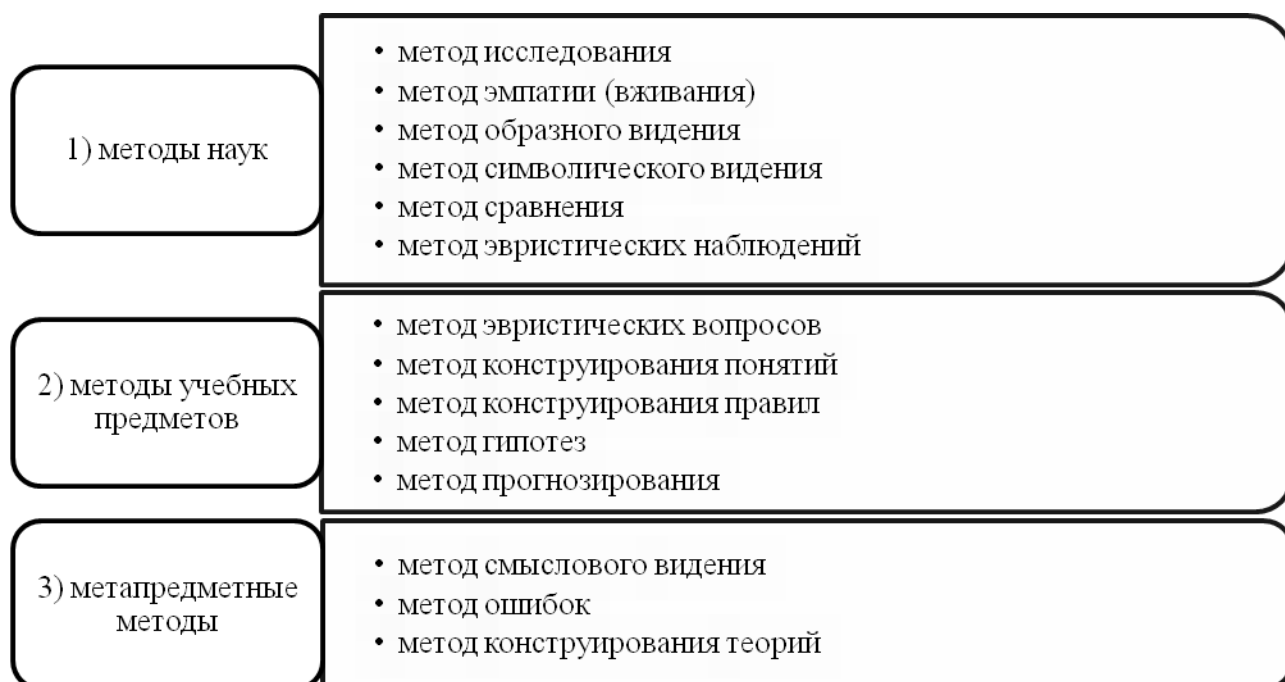 1) методы наук
• метод исследования
• метод эмпатии (вживания)
• метод образного видения
• метод символического видения
• метод сравнения
• метод эвристических наблюдений
2) методы учебных
предметов
• метод эвристических вопросов
• метод конструирования понятий
• метод конструирования правил
• метод гипотез
• метод прогнозирования
3) метапредметные
методы
• метод смыслового видения
• метод ошибок
• метод конструирования теорий